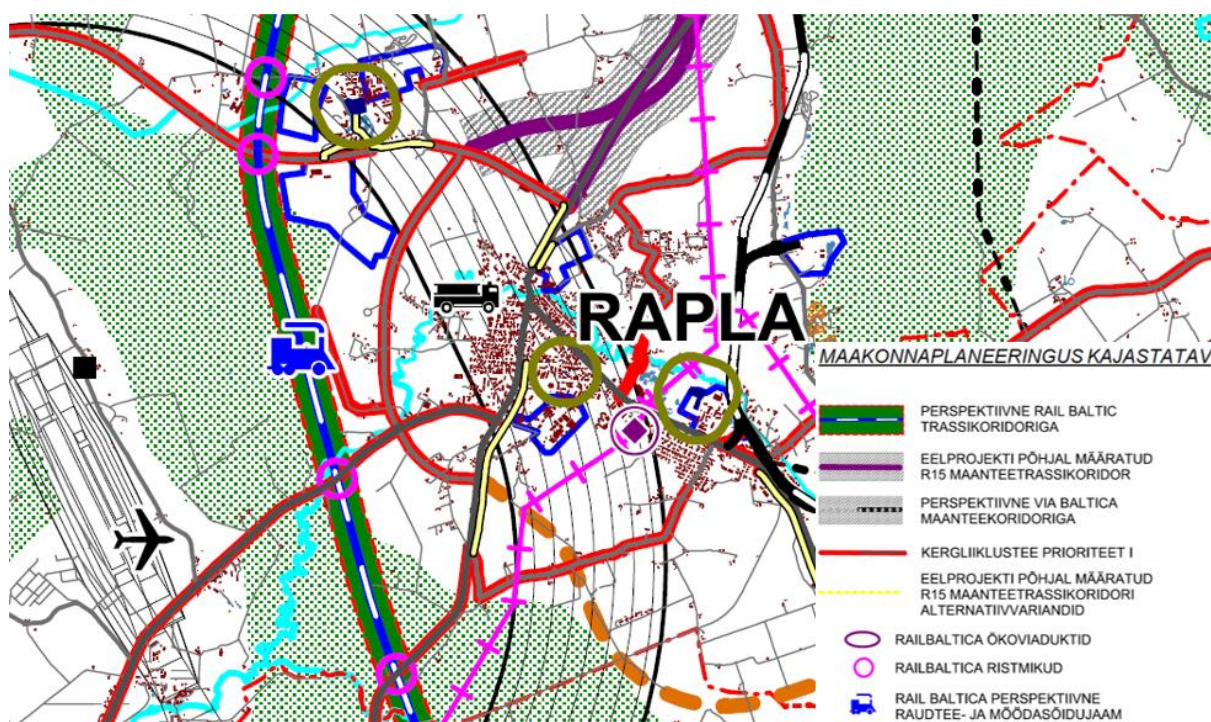 RAPLA
MAAKONNAPLANEERINGUS KAJASTATAV
PERSPEKTIIVNE RAIL BALTIC
TRASSIKORIDORIGA
EELPROJEKTI PÕHJAL MÄÄRATUD
R15 MAANTEETRASSIKORIDOR
PERSPEKTIIVNE VIA BALTICA
MAANTEEKORIDORIGA
KERGLIIKLUSTEE PRIORITEET I
EELPROJEKTI PÕHJAL MÄÄRATUD
R15 MAANTEETRASSIKORIDORI
ALTERNATIIVVARIANDID
RAILBALTICA ÖKOVIADUKTID
RAILBALTICA RISTMIKUD
RAIL BALTICA PERSPEKTIIVNE
RAUDTEE- JA MÖÖDASÕIDUJAAM